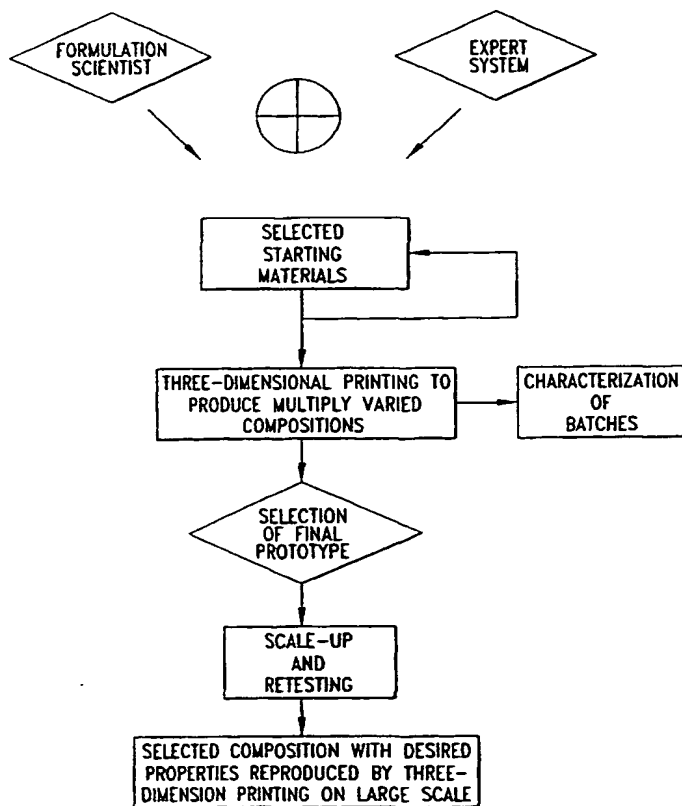 FORMULATION
SCIENTIST
EXPERT
SYSTEM
SELECTED
STARTING
MATERIALS
THREE-DIMENSIONAL PRINTING TO
PRODUCE MULTIPLY VARIED
COMPOSITIONS
CHARACTERIZATION
OF
BATCHES
SELECTION
OF FINAL
PROTOTYPE
SCALE-UP
AND
RETESTING
SELECTED COMPOSITION WITH DESIRED
PROPERTIES REPRODUCED BY THREE-
DIMENSION PRINTING ON LARGE SCALE